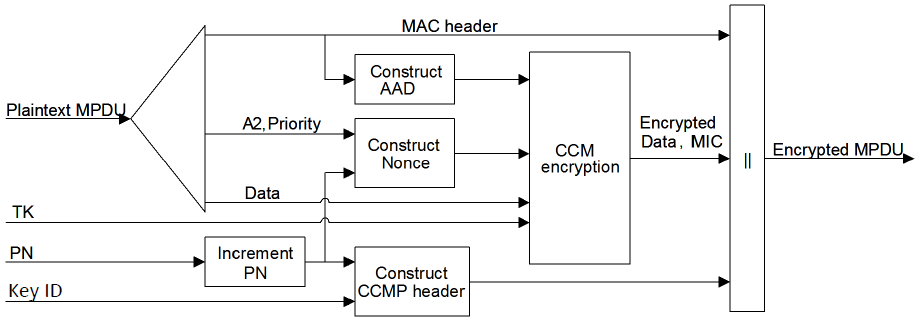 MAC header
Construct
AAD
Plaintext MPDU
A2,Priority
Construct
Nonce
CCM
encryption
Encrypted
Data, MIC
||
Encrypted MPDU
Data
TK
PN
Increment
PN
Construct
CCMP header
Key ID